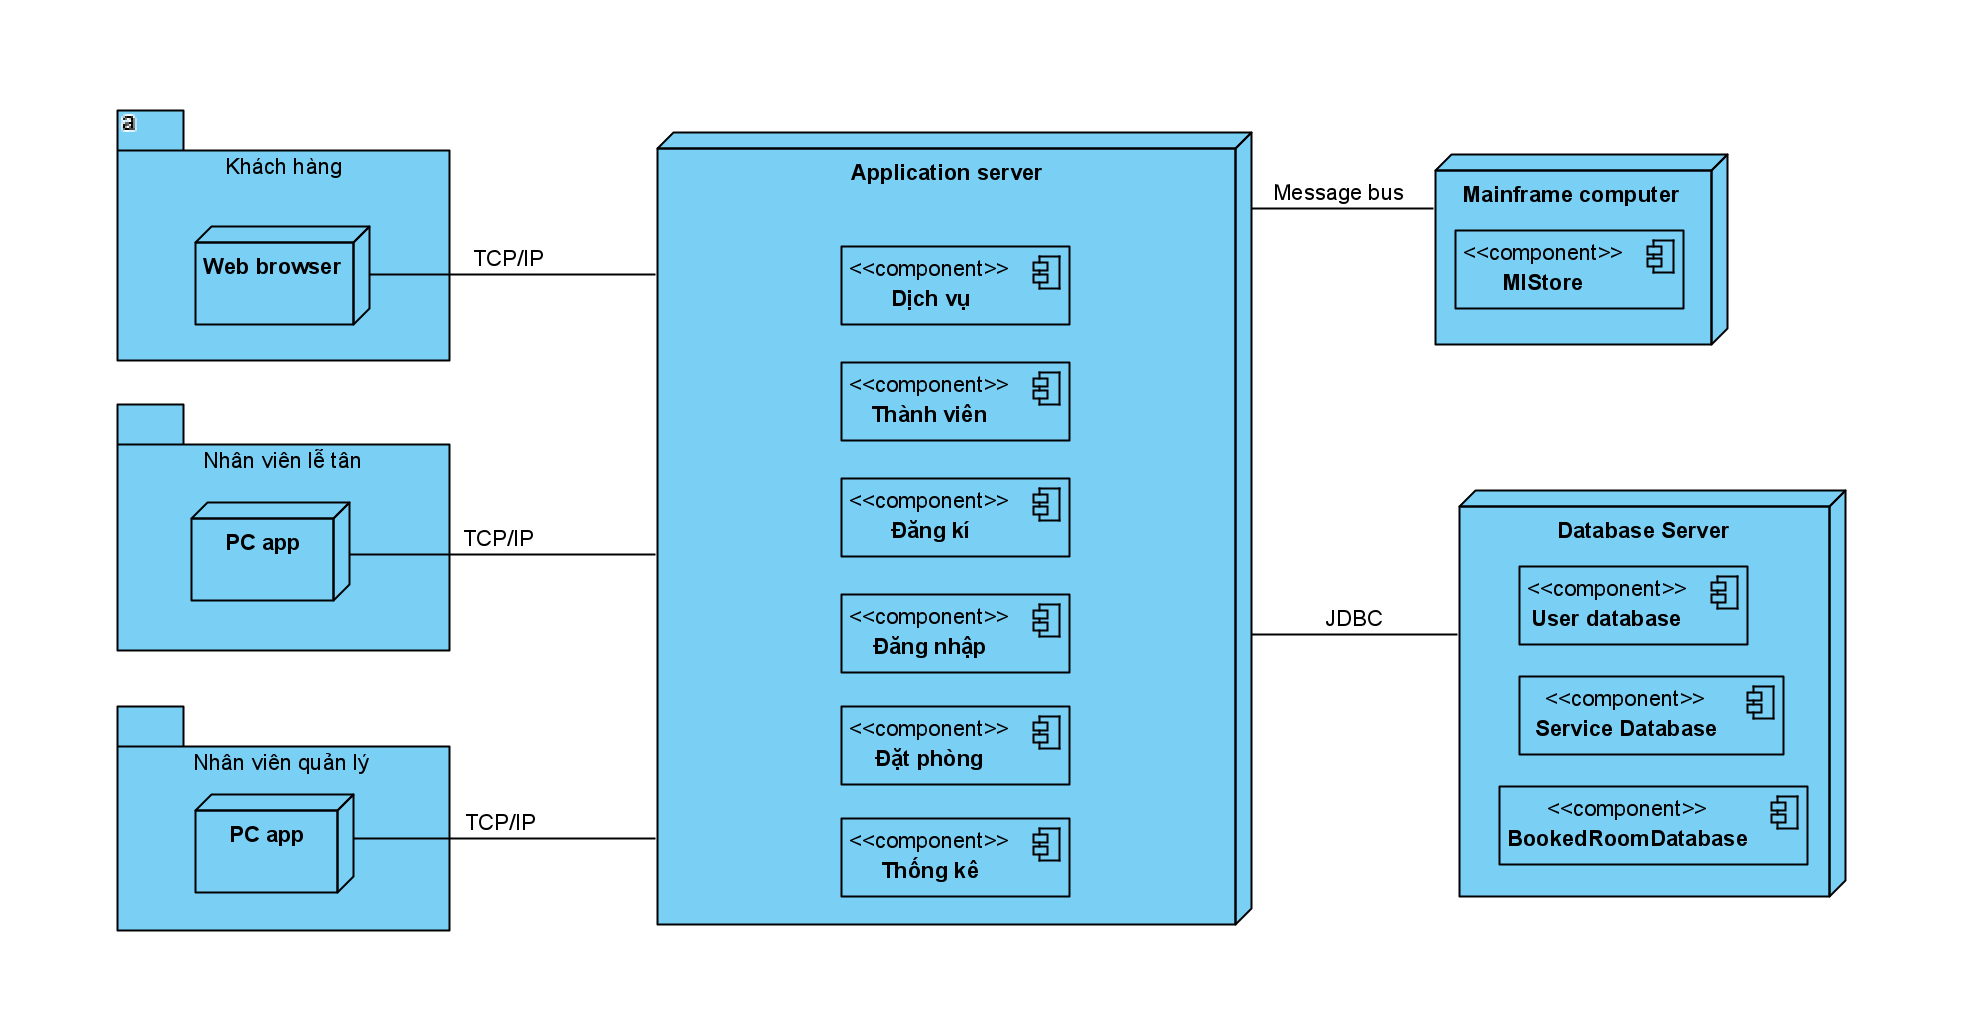 a
Khách hàng
Web browser
TCP/IP
Nhân viên lễ tân
PC app
TCP/IP
Nhân viên quản lý
PC app
TCP/IP
Application server
<<component>>
Dịch vụ
<<component>>
Thành viên
<<component>>
Đăng kí
<<component>>
Đăng nhập
<<component>>
Đặt phòng
<<component>>
Thống kê
Message bus
Mainframe computer
<<component>>
MIStore
JDBC
Database Server
<<component>>
User database
<<component>>
Service Database
<<component>>
BookedRoomDatabase